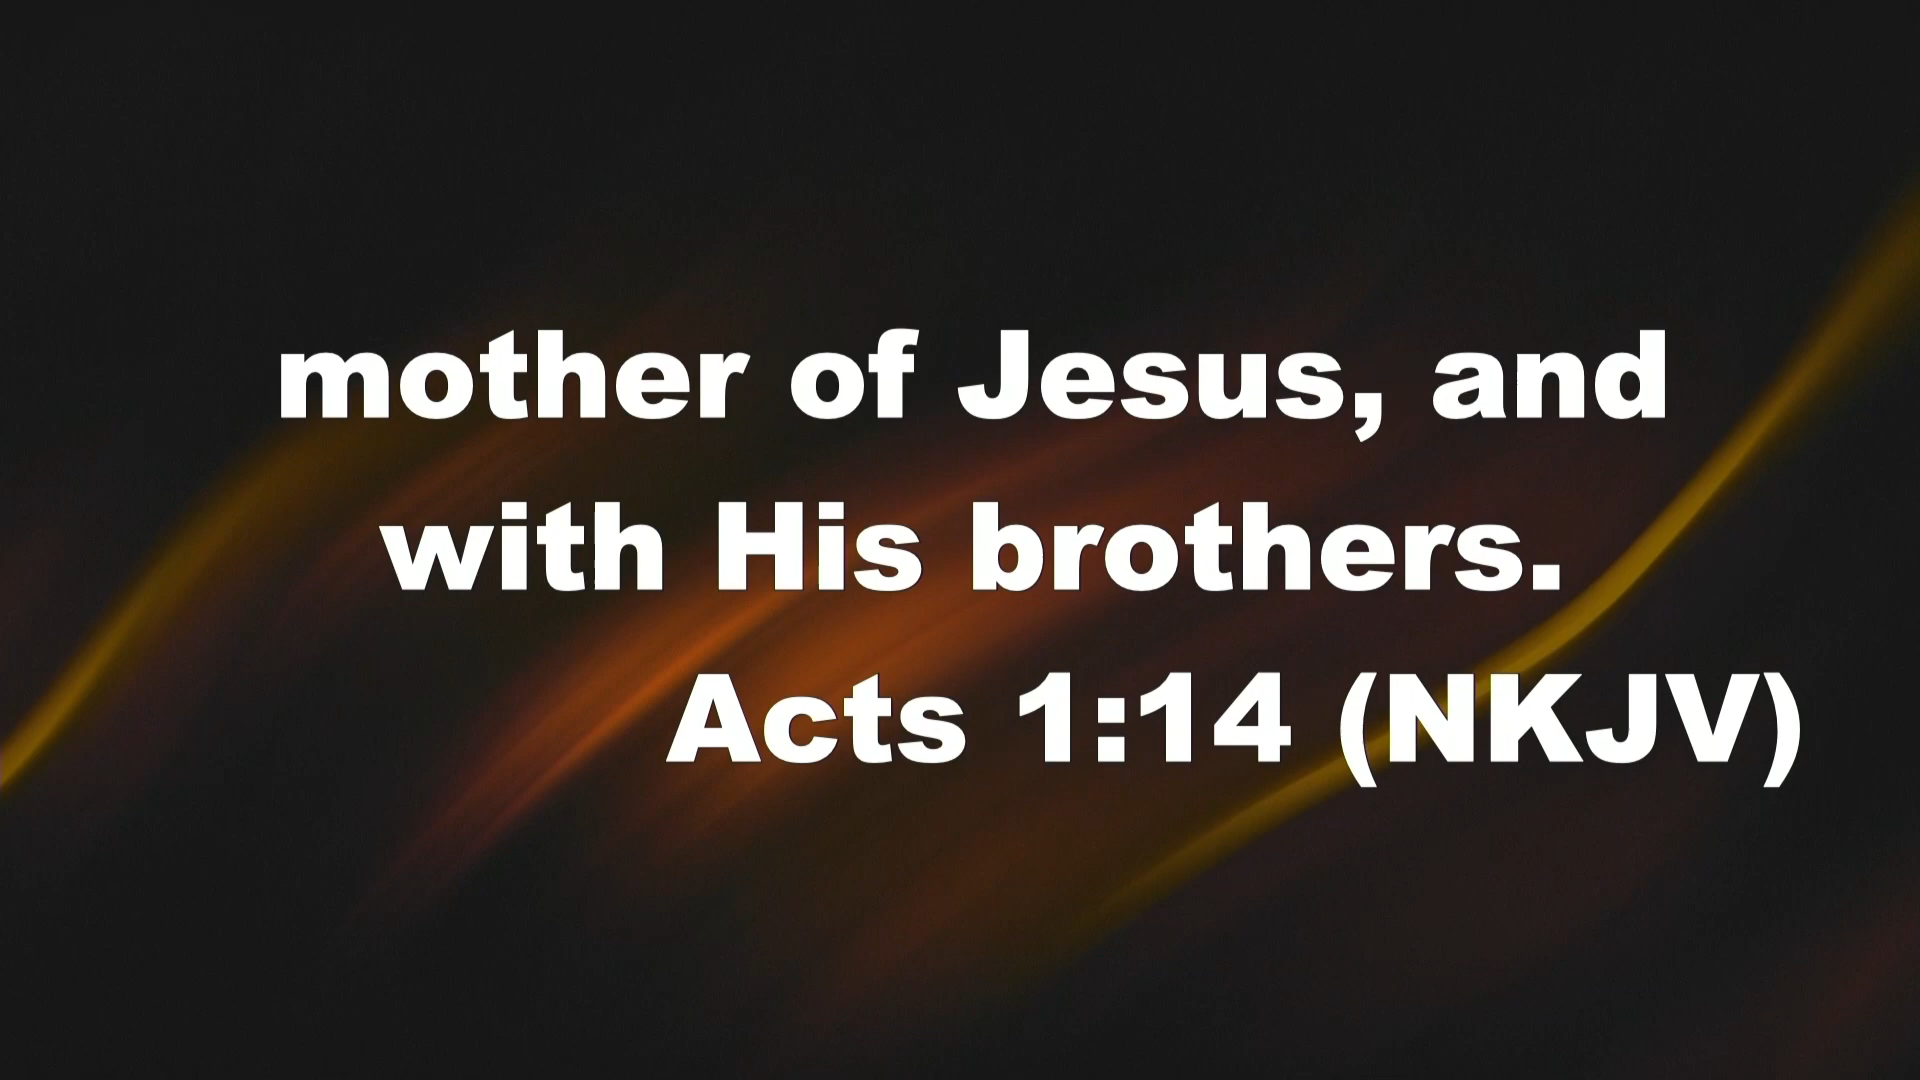 mother of Jesus, and
with His brothers.
Acts 1:14 (NKJV)